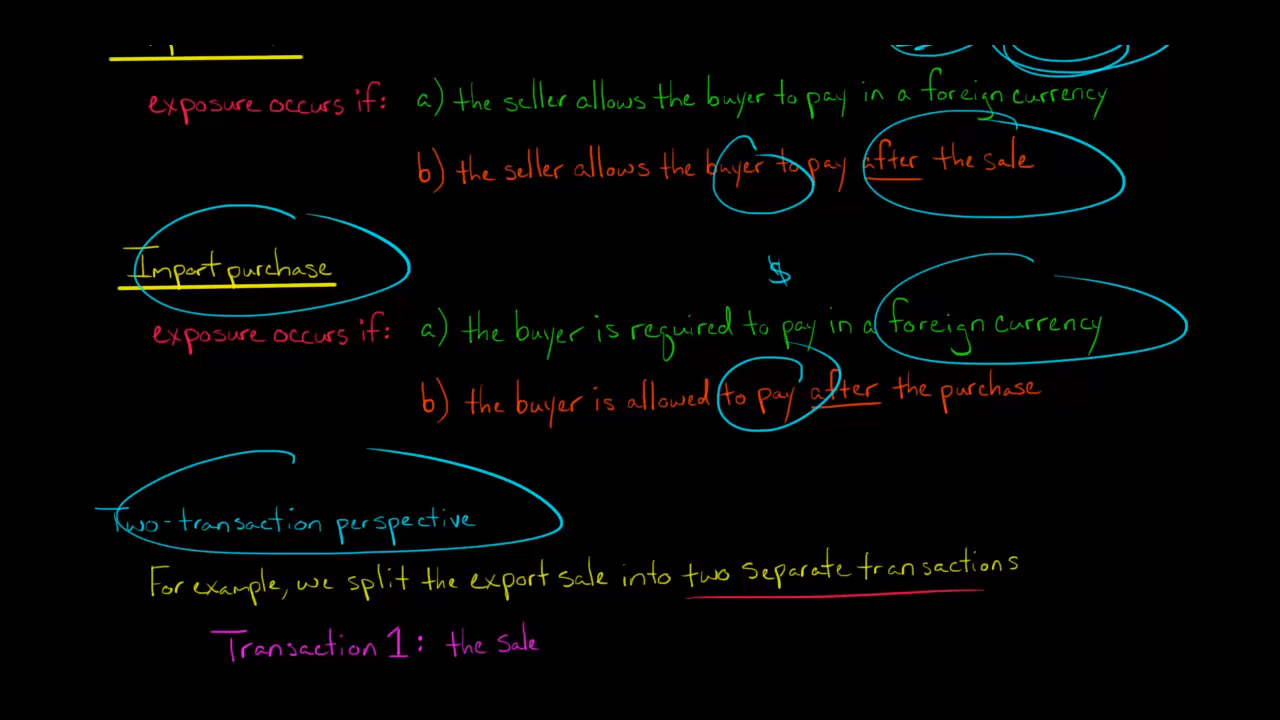 exposure occurs if: a) the seller allows the buyer to pay in a foreign currency
b) the seller allows the buyer to pay after the sale
Import purchase
$
exposure occurs if: a) the buyer is required to pay in a foreign currency
b) the buyer is allowed to pay after the purchase
Two-transaction perspective
For example, we split the export sale into two separate transactions
Transaction 1: the sale